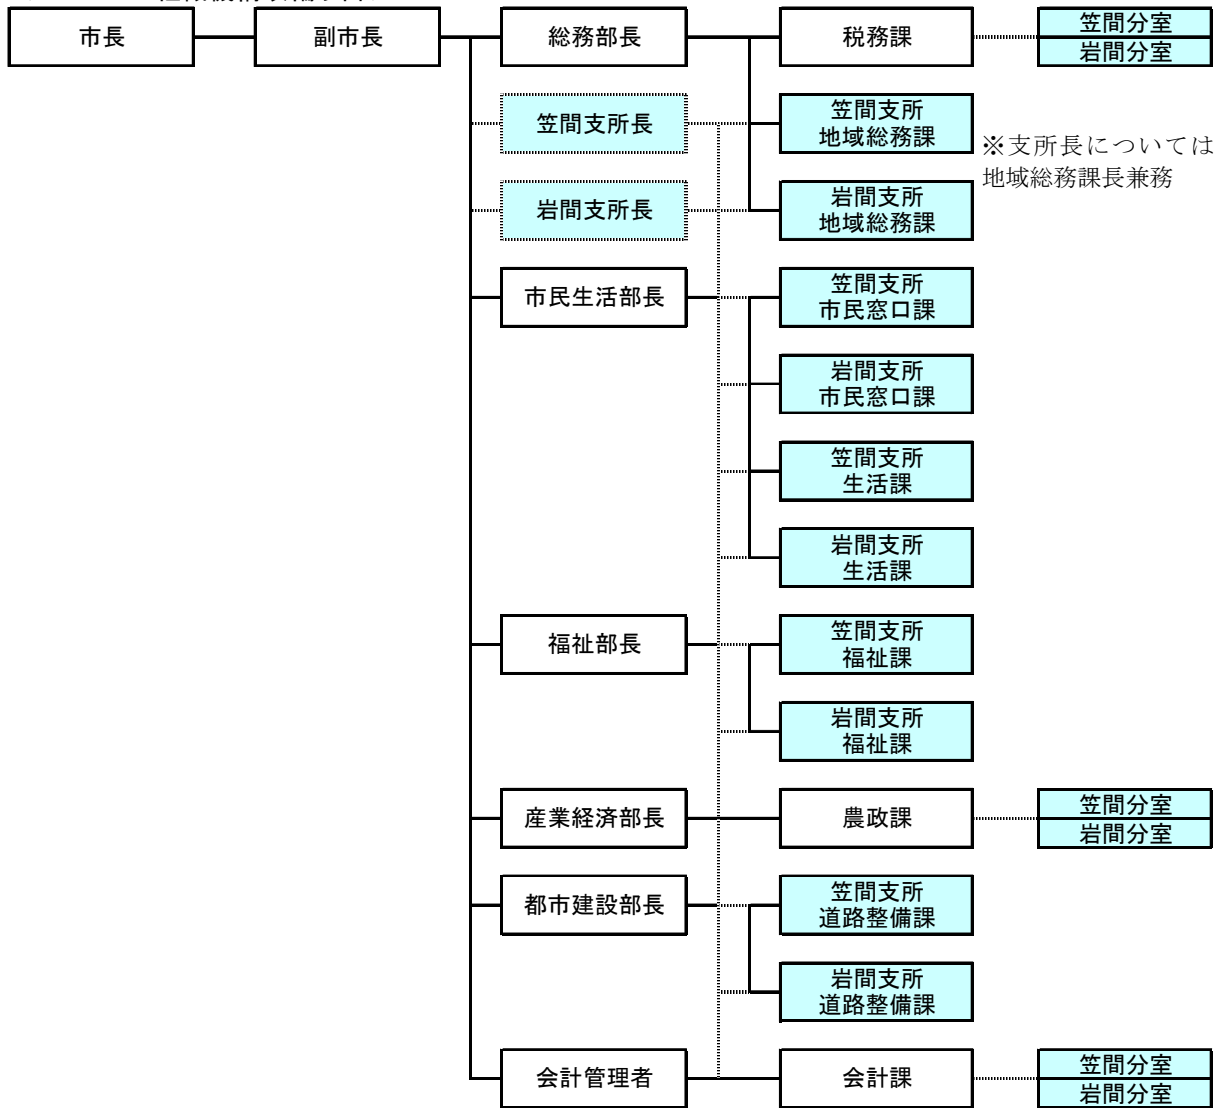 市長
副市長
総務部長
税務課
笠間分室
岩間分室
笠間支所長
笠間支所
地域総務課
※支所長については
地域総務課長兼務
岩間支所長
岩間支所
地域総務課
市民生活部長
笠間支所
市民窓口課
岩間支所
市民窓口課
笠間支所
生活課
岩間支所
生活課
福祉部長
笠間支所
福祉課
岩間支所
福祉課
産業経済部長
農政課
笠間分室
岩間分室
都市建設部長
笠間支所
道路整備課
岩間支所
道路整備課
会計管理者
会計課
笠間分室
岩間分室